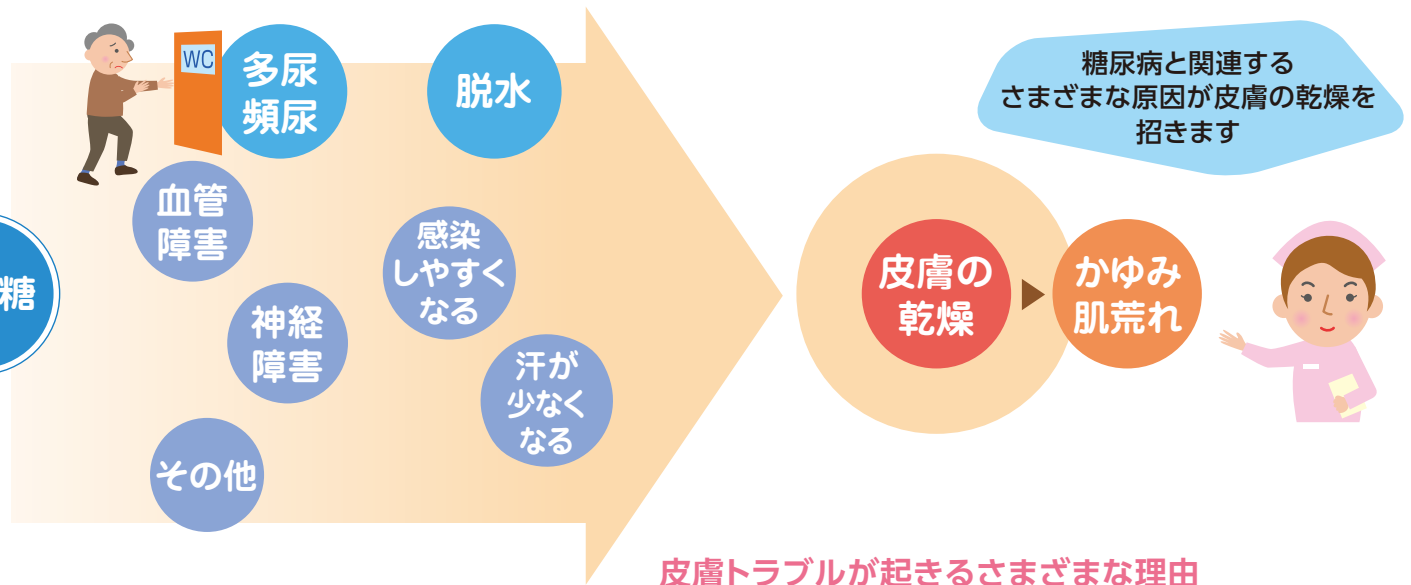 WC
多尿
頻尿
脱水
糖尿病と関連する
さまざまな原因が皮膚の乾燥を
招きます
血管
障害
感染
しやすく
なる
糖
神経
障害
皮膚の
乾燥
かゆみ
肌荒れ
汗が
少なく
なる
その他
皮膚トラブルが起きるさまざまな理由